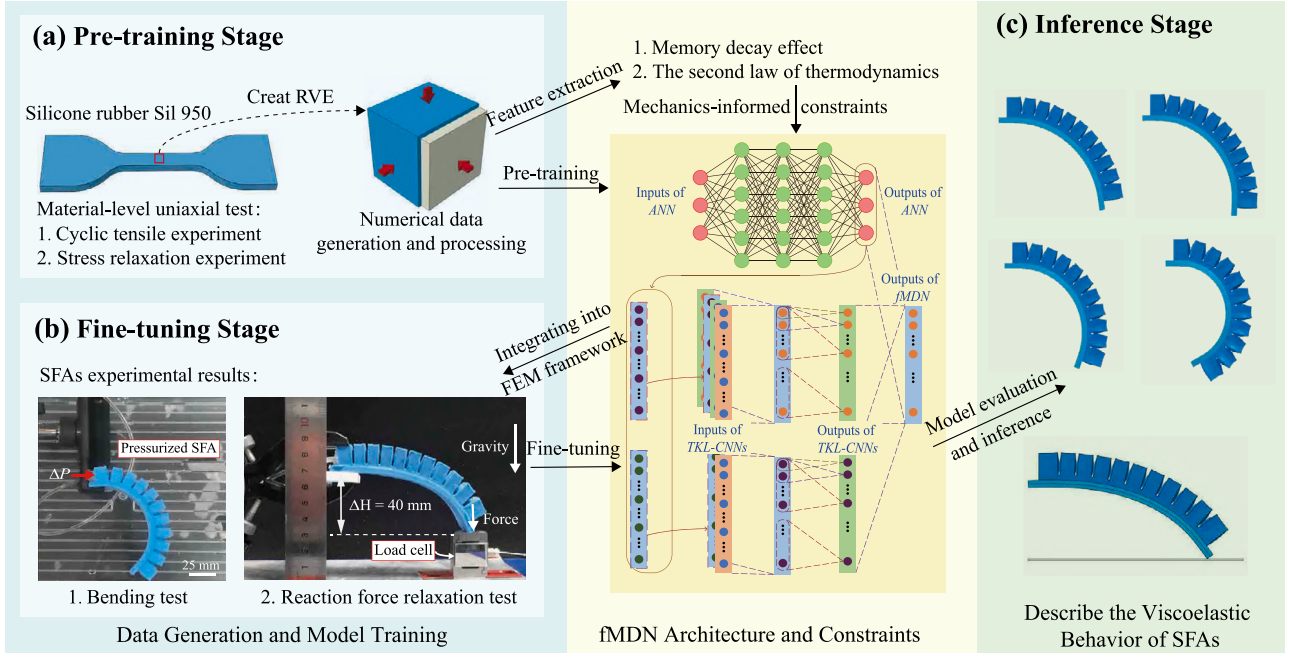 (a) Pre-training Stage
Silicone rubber Sil 950
Creat RVE
Material-level uniaxial test:
1. Cyclic tensile experiment
2. Stress relaxation experiment
Numerical data
generation and processing
Feature extraction
Pre-training
1. Memory decay effect
2. The second law of thermodynamics
Mechanics-informed constraints
Inputs of
ANN
Outputs of
ANN
Outputs of
fMDN
Inputs of
TKL-CNNs
Outputs of
TKL-CNNs
Integrating into
FEM framework
(b) Fine-tuning Stage
SFAs experimental results:
Pressurized SFA
ΔP
25 mm
1. Bending test
Gravity
ΔH = 40 mm
Force
Load cell
2. Reaction force relaxation test
Fine-tuning
Data Generation and Model Training
fMDN Architecture and Constraints
Model evaluation
and inference
(c) Inference Stage
Describe the Viscoelastic
Behavior of SFAs